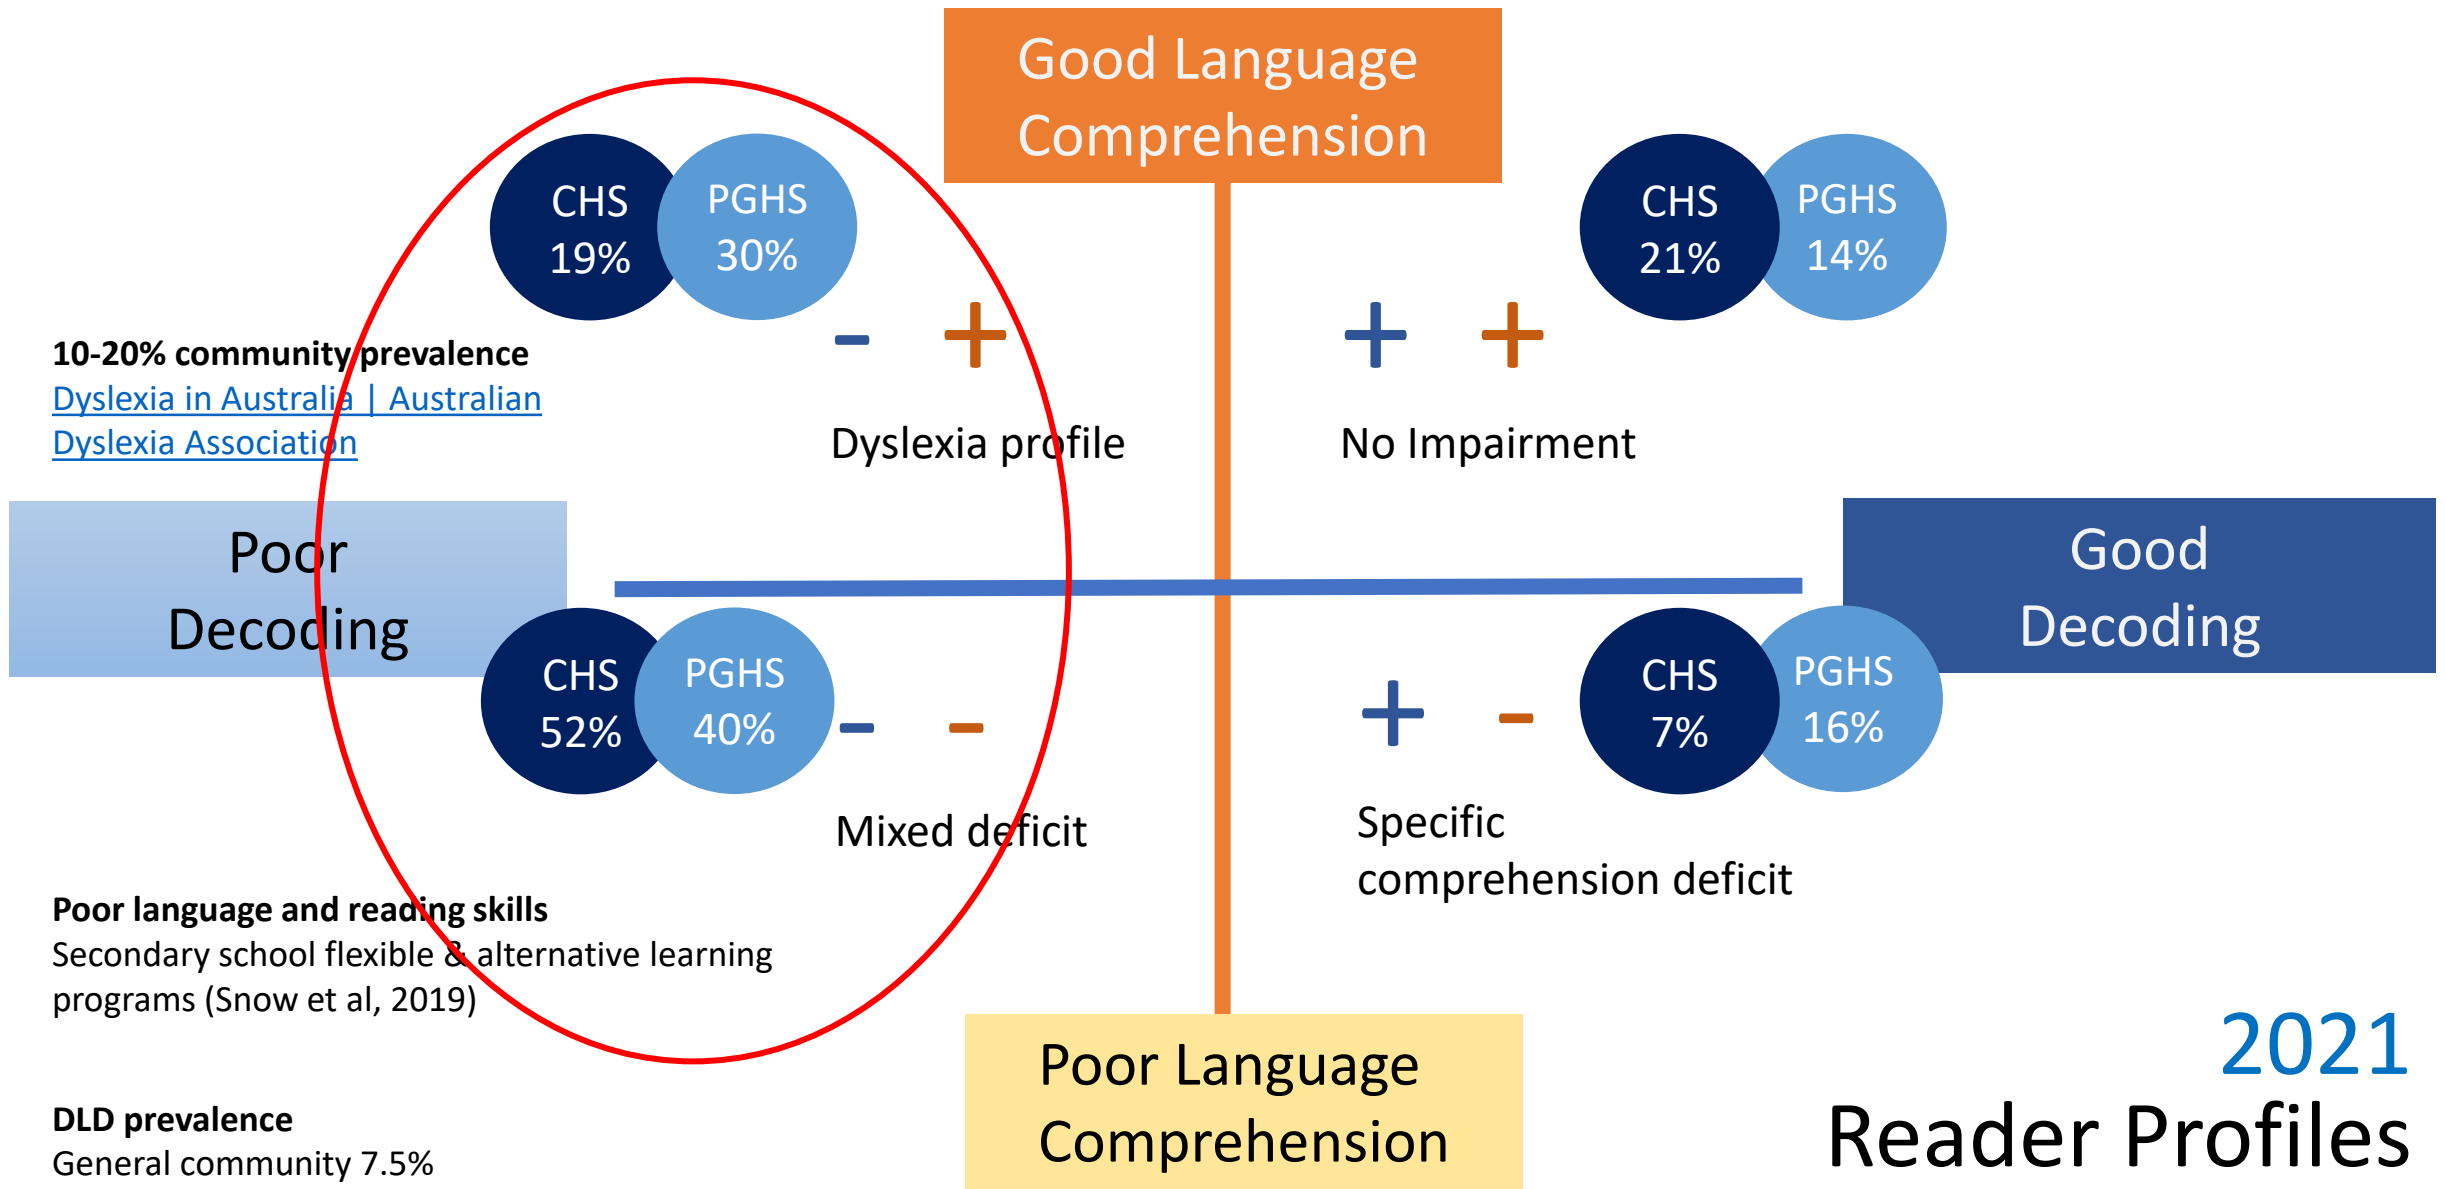 Good Language
Comprehension
CHS
19%
PGHS
30%
CHS
21%
PGHS
14%
- +
+ +
10-20% community prevalence
Dyslexia in Australia | Australian
Dyslexia Association
Dyslexia profile
No Impairment
Poor
Decoding
Good
Decoding
CHS
52%
PGHS
40%
- -
+ -
CHS
7%
PGHS
16%
Mixed deficit
Specific
comprehension deficit
Poor language and reading skills
Secondary school flexible & alternative learning
programs (Snow et al, 2019)
DLD prevalence
General community 7.5%
Poor Language
Comprehension
2021
Reader Profiles